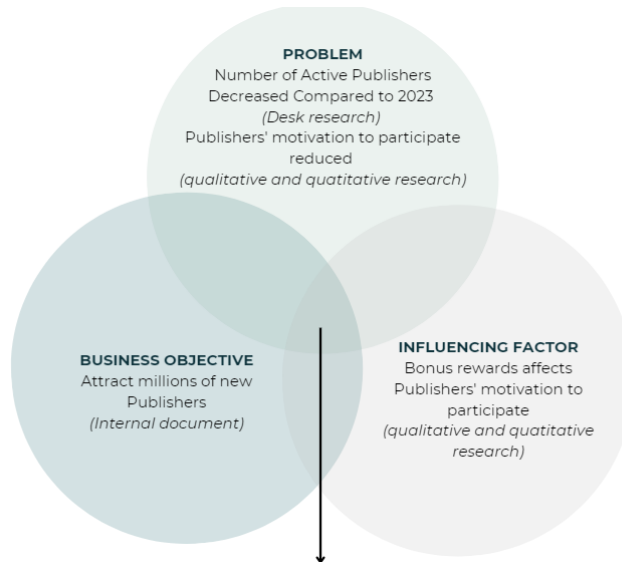 PROBLEM
Number of Active Publishers
Decreased Compared to 2023
(Desk research)
Publishers' motivation to participate
reduced
(qualitative and quatitative research)
BUSINESS OBJECTIVE
Attract millions of new
Publishers
(Internal document)
INFLUENCING FACTOR
Bonus rewards affects
Publishers' motivation to
participate
(qualitative and quatitative
research)